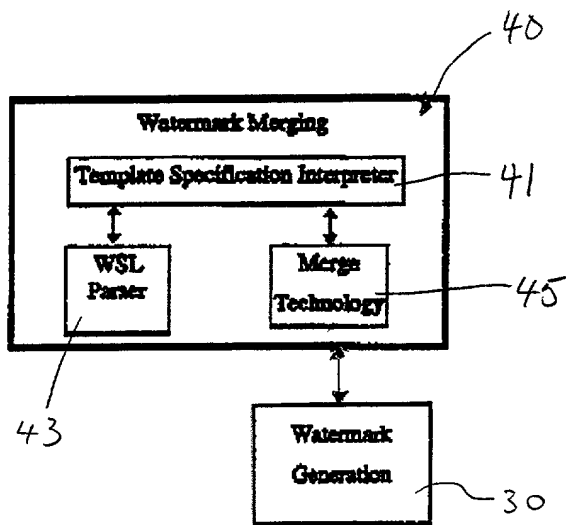 40
Watermark Merging
Template Specification Interpreter
41
WSL
Parser
Merge
Technology
45
43
Watermark
Generation
30